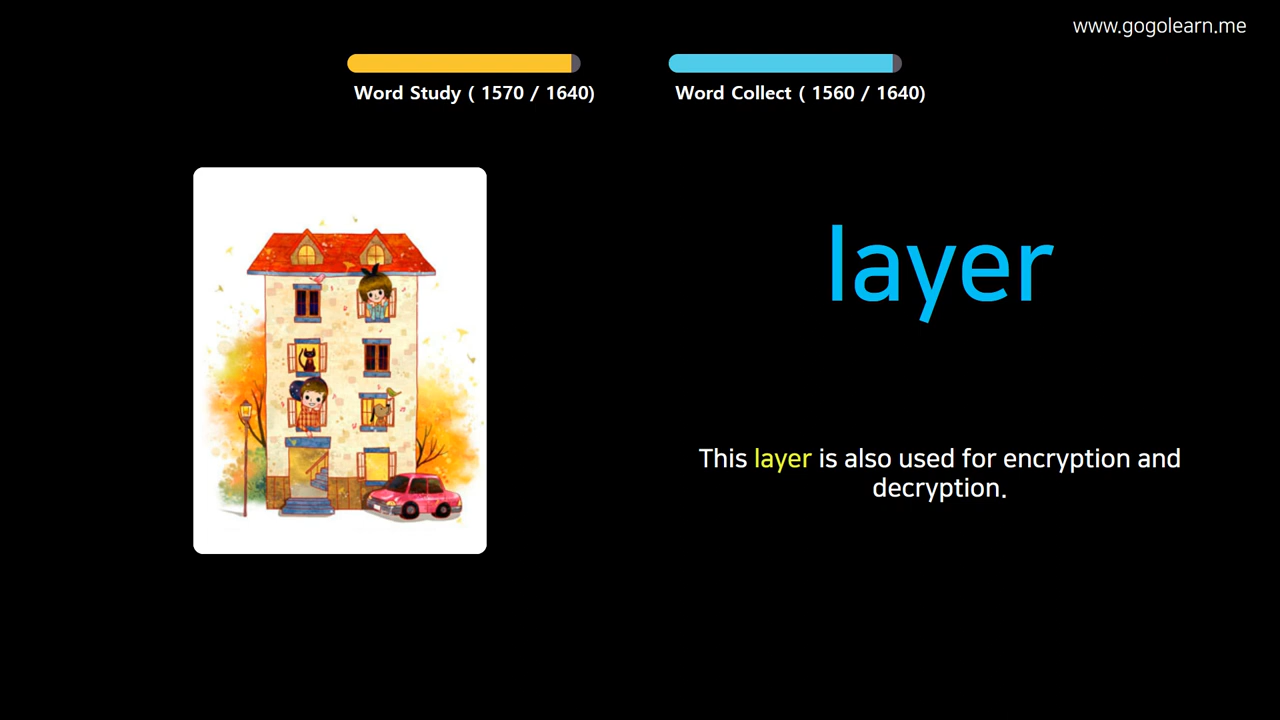 www.gogolearn.me
Word Study ( 1570 / 1640)
Word Collect ( 1560 / 1640)
layer
This layer is also used for encryption and
decryption.